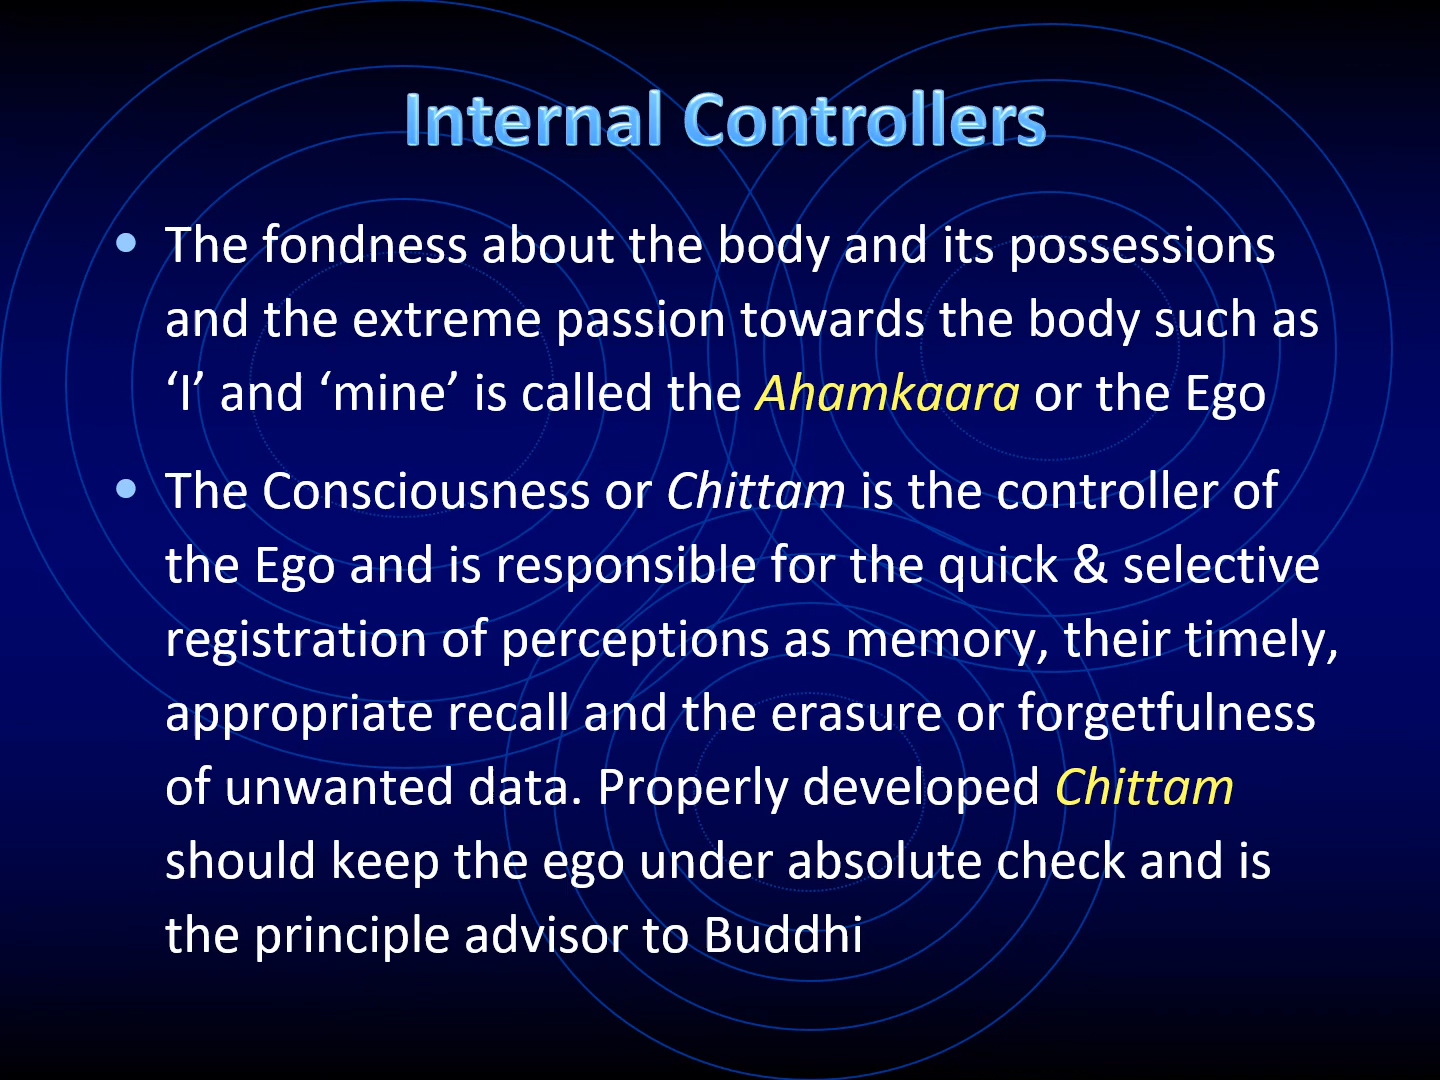 Internal Controllers
• The fondness about the body and its possessions
and the extreme passion towards the body such as
‘I’ and ‘mine’ is called the Ahamkaara or the Ego
• The Consciousness or Chittam is the controller of
the Ego and is responsible for the quick & selective
registration of perceptions as memory, their timely,
appropriate recall and the erasure or forgetfulness
of unwanted data. Properly developed Chittam
should keep the ego under absolute check and is
the principle advisor to Buddhi